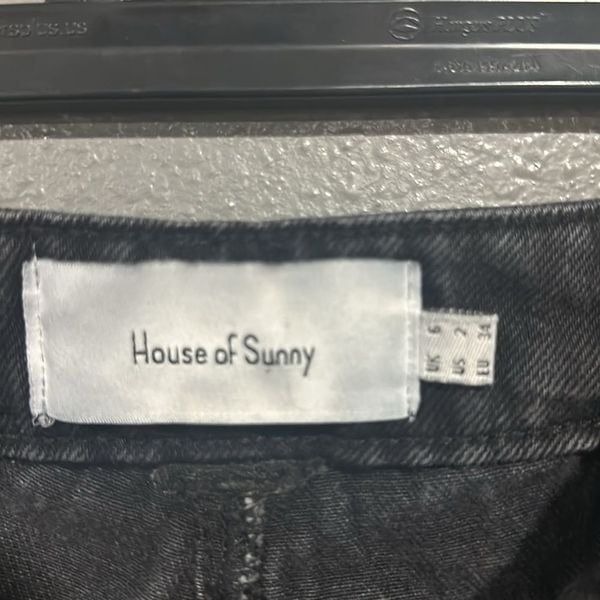 House of Sunny
UK 6
US 2
EU 34